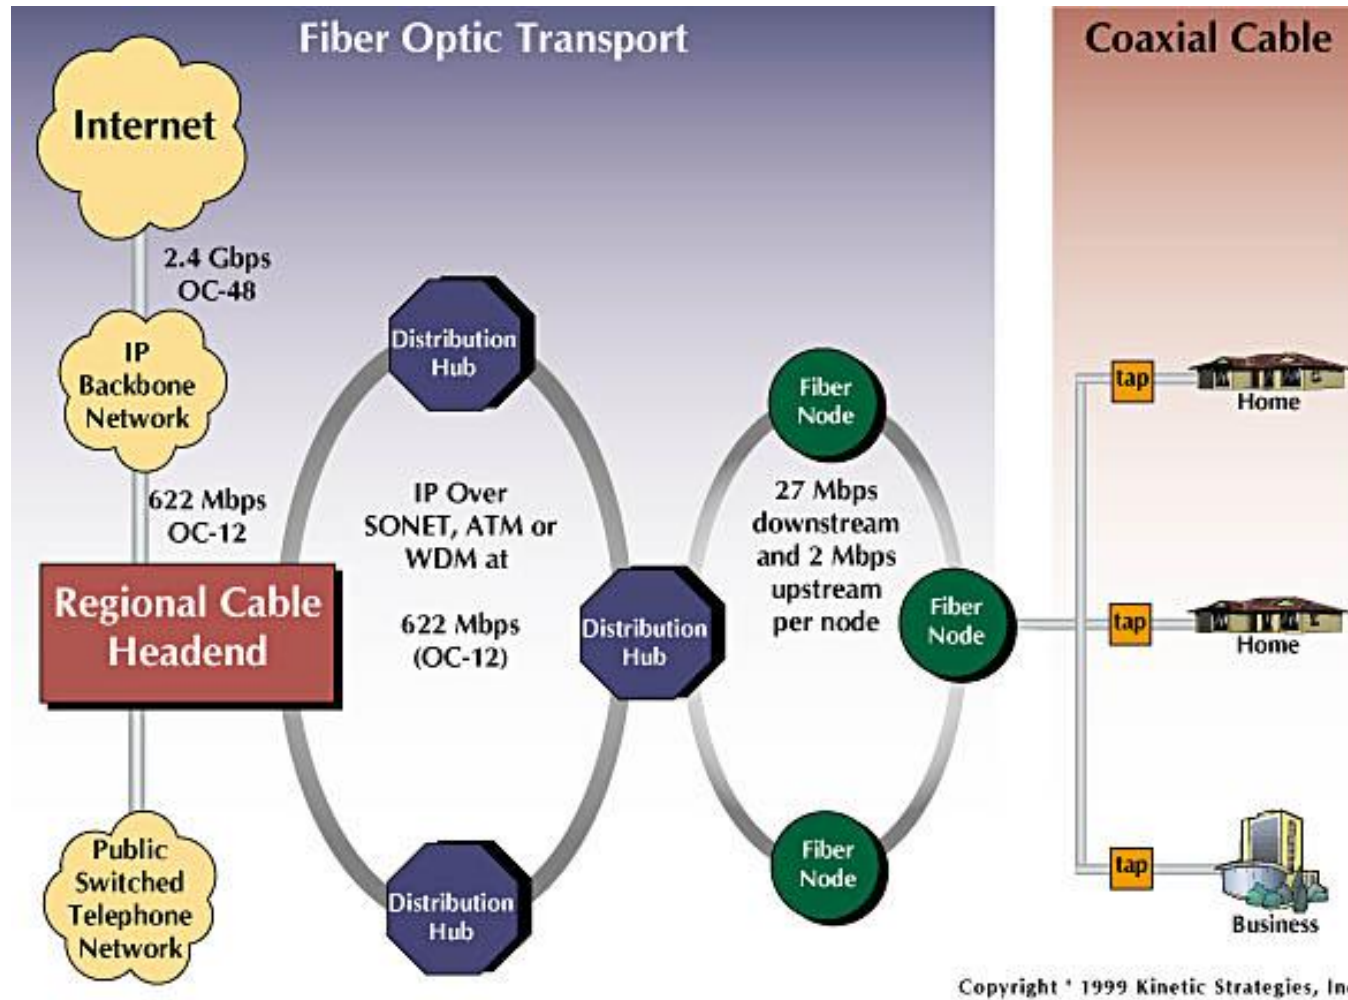 Fiber Optic Transport
Coaxial Cable
Internet
2.4 Gbps
OC-48
IP
Backbone
Network
622 Mbps
OC-12
Regional Cable
Headend
Public
Switched
Telephone
Network
Distribution
Hub
IP Over
SONET, ATM or
WDM at
622 Mbps
(OC-12)
Distribution
Hub
Distribution
Hub
Fiber
Node
27 Mbps
downstream
and 2 Mbps
upstream
per node
Fiber
Node
Fiber
Node
tap
Home
tap
Home
tap
Business
Copyright ' 1999 Kinetic Strategies, Inc